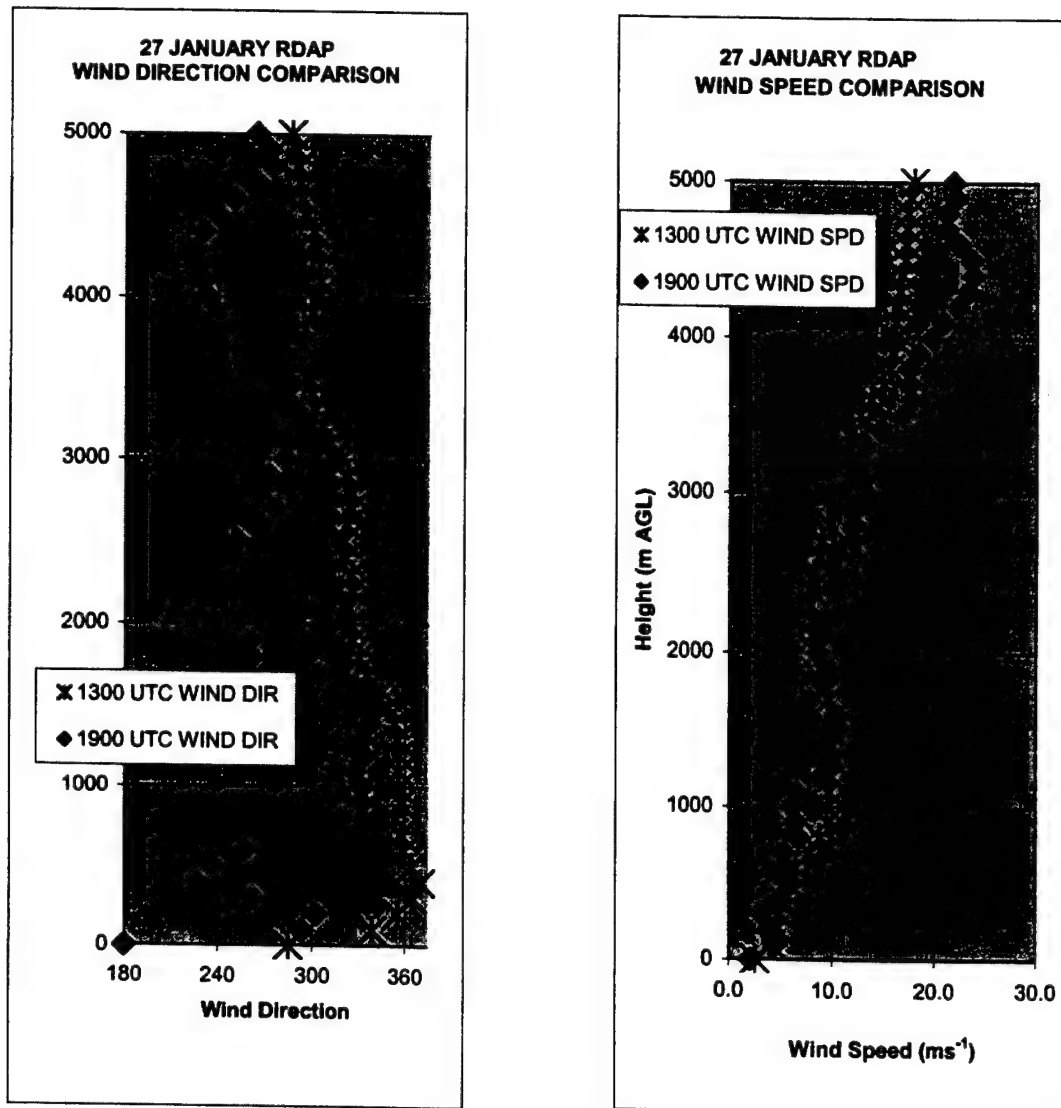 27 JANUARY RDAP
WIND DIRECTION COMPARISON
5000
4000
3000
2000
1000
0
ж 1300 UTC WIND DIR
◆ 1900 UTC WIND DIR
180 240 300 360
Wind Direction
27 JANUARY RDAP
WIND SPEED COMPARISON
5000
4000
3000
2000
1000
0
ж 1300 UTC WIND SPD
◆ 1900 UTC WIND SPD
Height (m AGL)
0.0 10.0 20.0 30.0
Wind Speed (ms⁻¹)